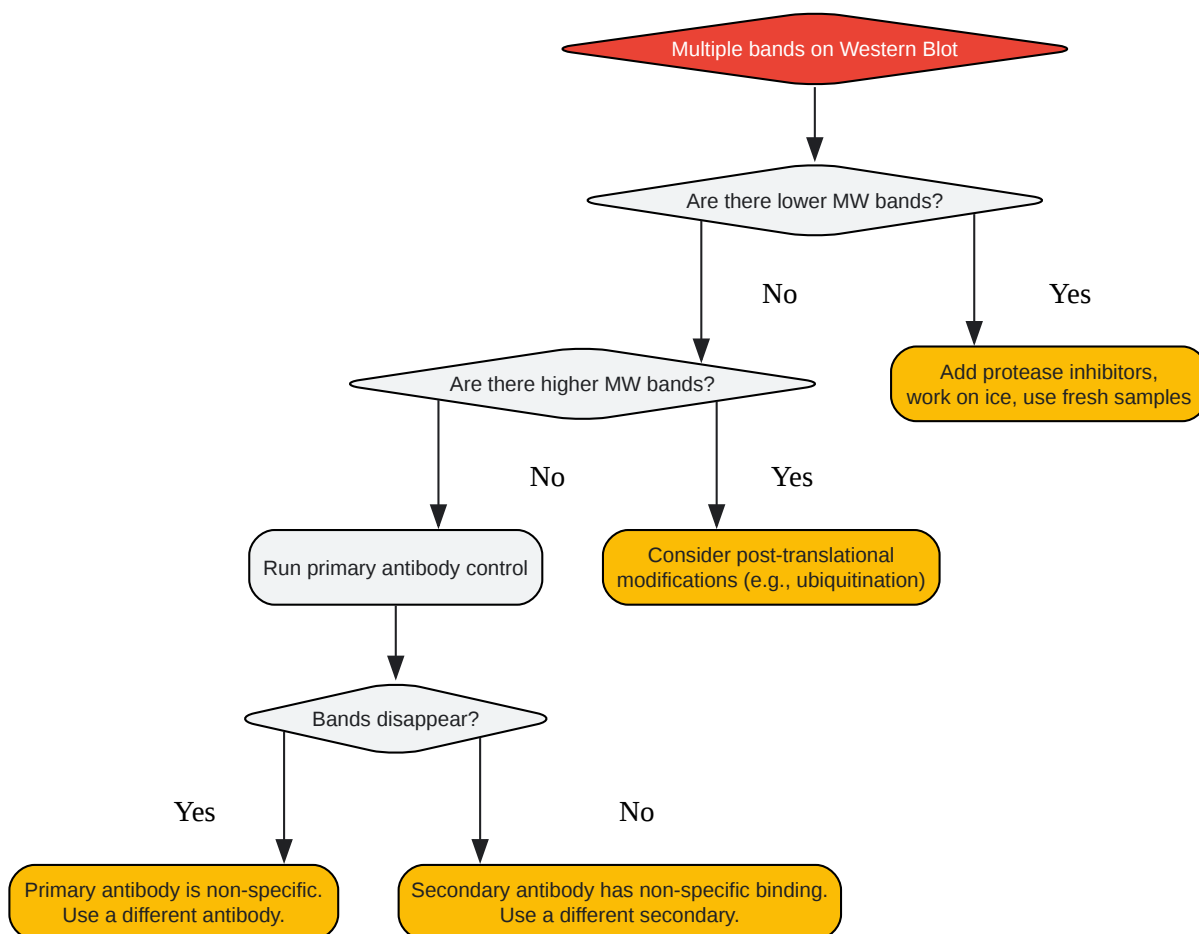 Multiple bands on Western Blot
Are there lower MW bands?
No
Yes
Add protease inhibitors,
work on ice, use fresh samples
Are there higher MW bands?
No
Yes
Run primary antibody control
Consider post-translational
modifications (e.g., ubiquitination)
Bands disappear?
Yes
No
Primary antibody is non-specific.
Use a different antibody.
Secondary antibody has non-specific binding.
Use a different secondary.